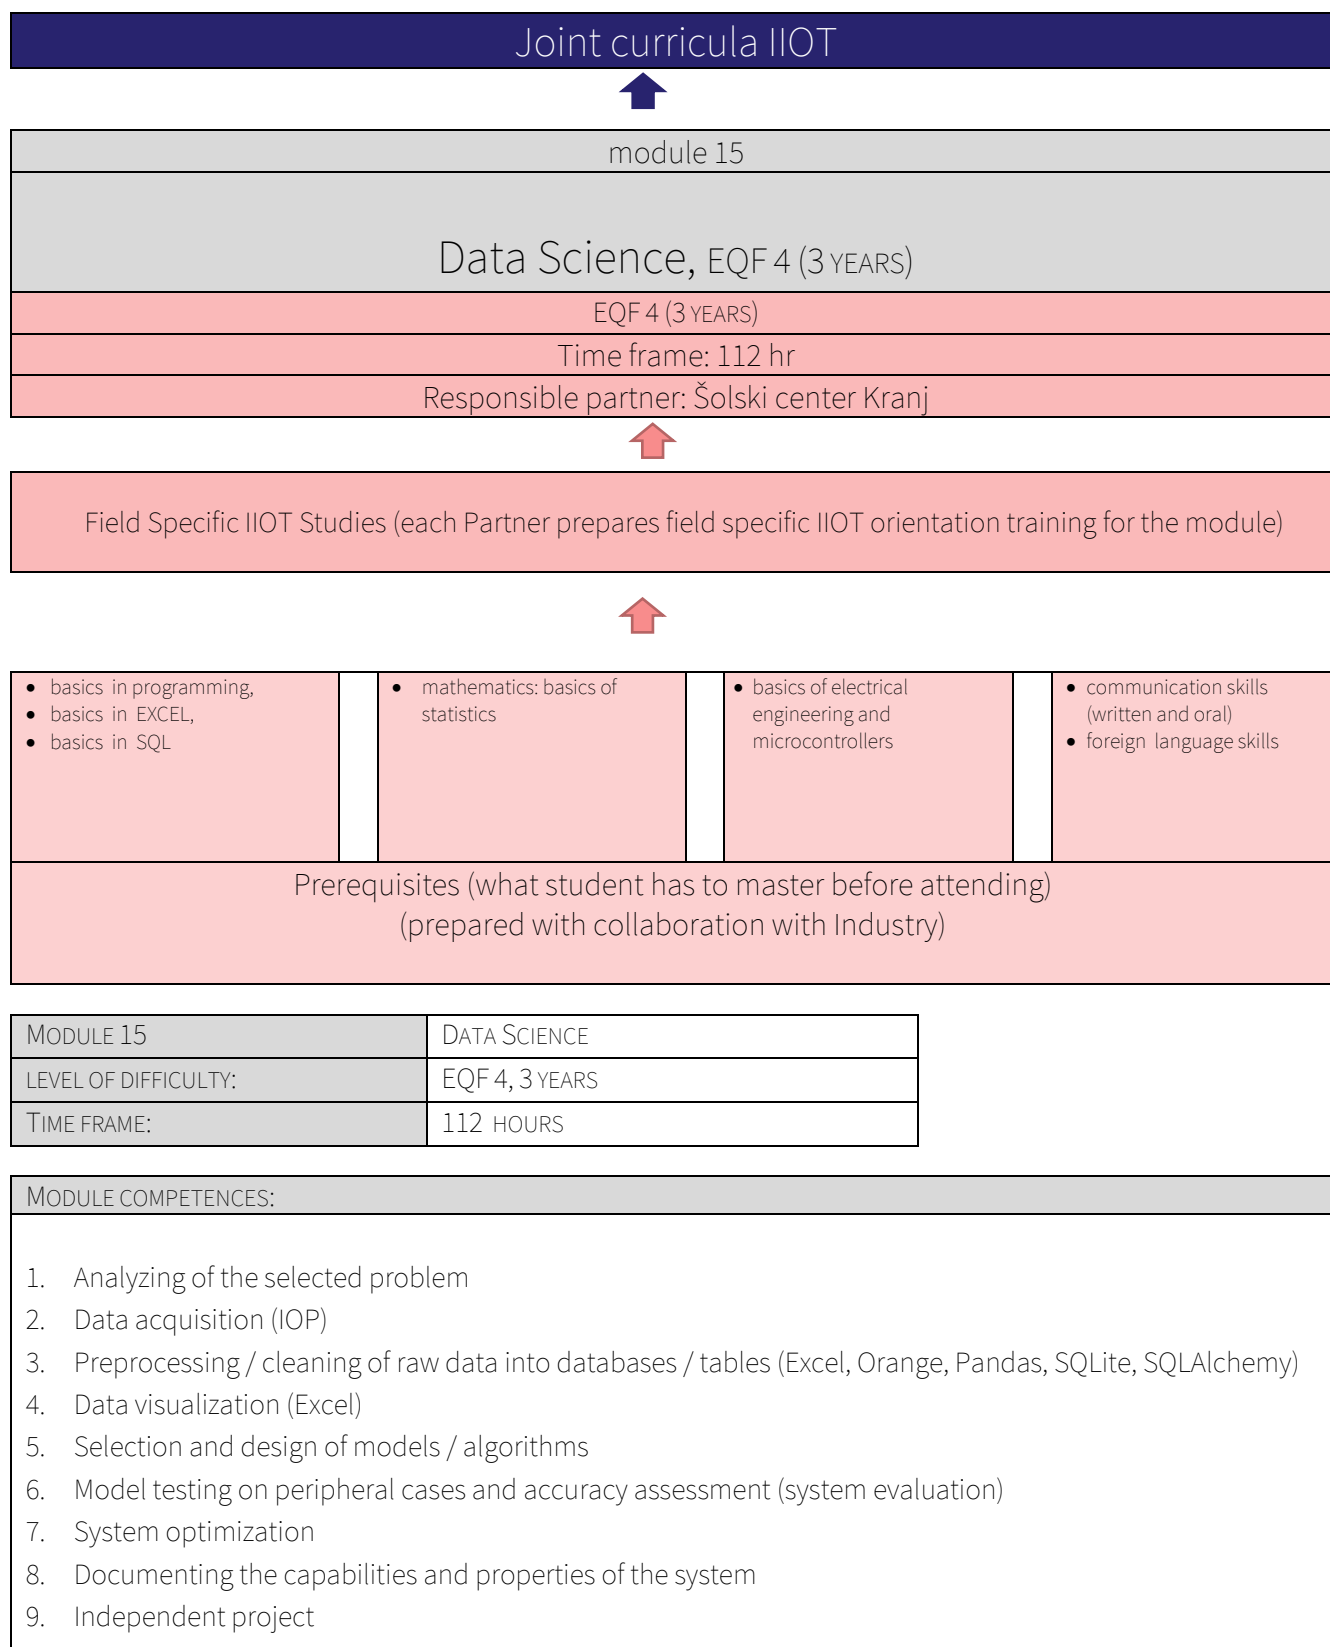 Joint curricula IIOT
module 15
Data Science, EQF 4 (3 YEARS)
EQF 4 (3 YEARS)
Time frame: 112 hr
Responsible partner: Šolski center Kranj
Field Specific IIOT Studies (each Partner prepares field specific IIOT orientation training for the module)
• basics in programming,
• basics in EXCEL,
• basics in SQL
• mathematics: basics of
statistics
• basics of electrical
engineering and
microcontrollers
• communication skills
(written and oral)
• foreign language skills
Prerequisites (what student has to master before attending)
(prepared with collaboration with Industry)
MODULE 15 DATA SCIENCE
LEVEL OF DIFFICULTY: EQF 4, 3 YEARS
TIME FRAME: 112 HOURS
MODULE COMPETENCES:
1. Analyzing of the selected problem
2. Data acquisition (IOP)
3. Preprocessing / cleaning of raw data into databases / tables (Excel, Orange, Pandas, SQLite, SQLAlchemy)
4. Data visualization (Excel)
5. Selection and design of models / algorithms
6. Model testing on peripheral cases and accuracy assessment (system evaluation)
7. System optimization
8. Documenting the capabilities and properties of the system
9. Independent project